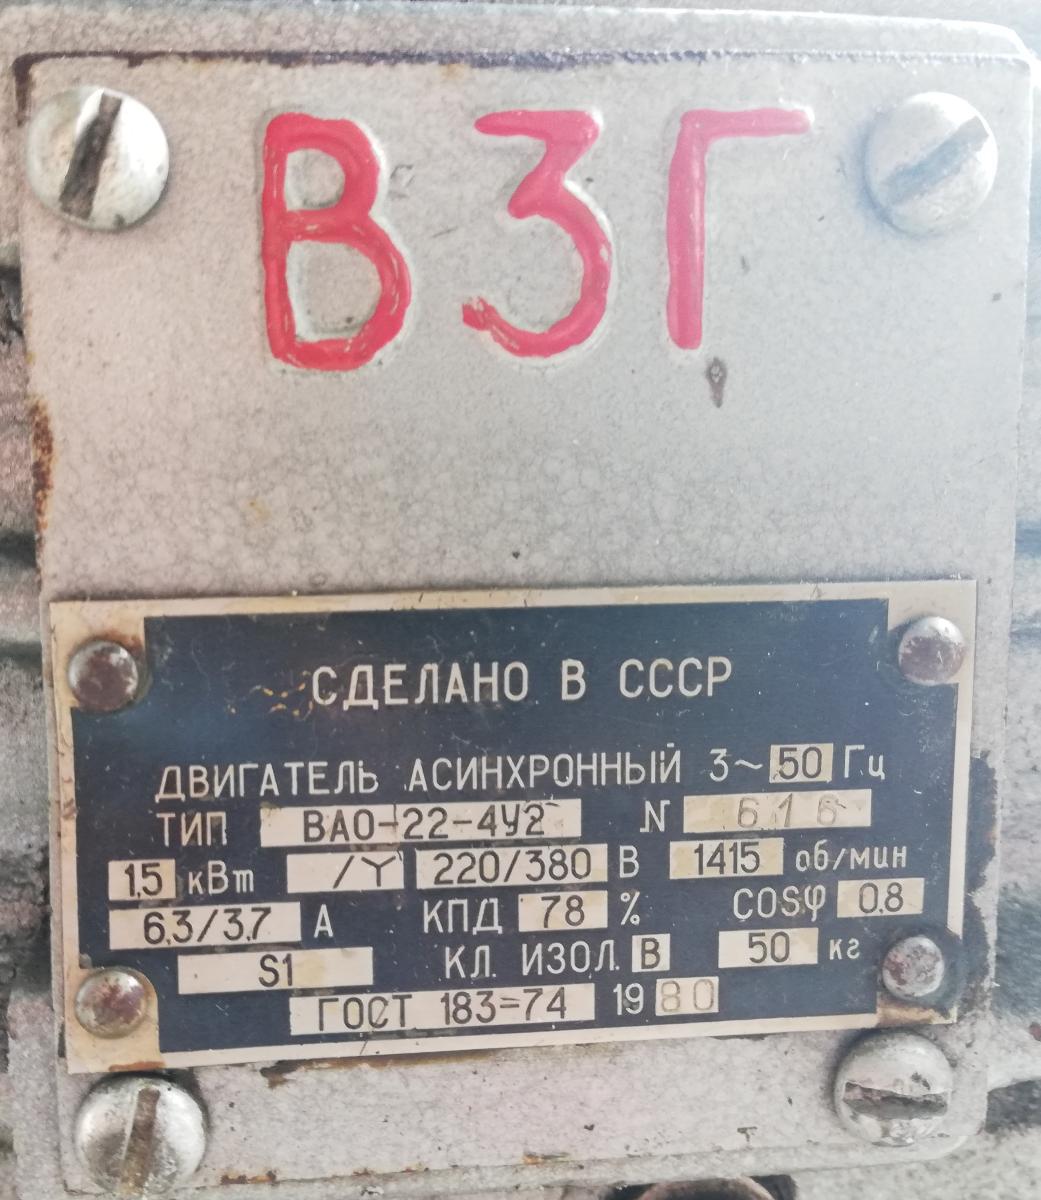 ВЗГ
СДЕЛАНО В СССР
ДВИГАТЕЛЬ АСИНХРОННЫЙ 3~50 Гц
ТИП ВАО-22-4У2 N 616
1,5 кВт /Y 220/380 В 1415 об/мин
6,3/3,7 А КПД 78 % COSφ 0,8
S1 КЛ. ИЗОЛ. В 50 кг
ГОСТ 183=74 1980